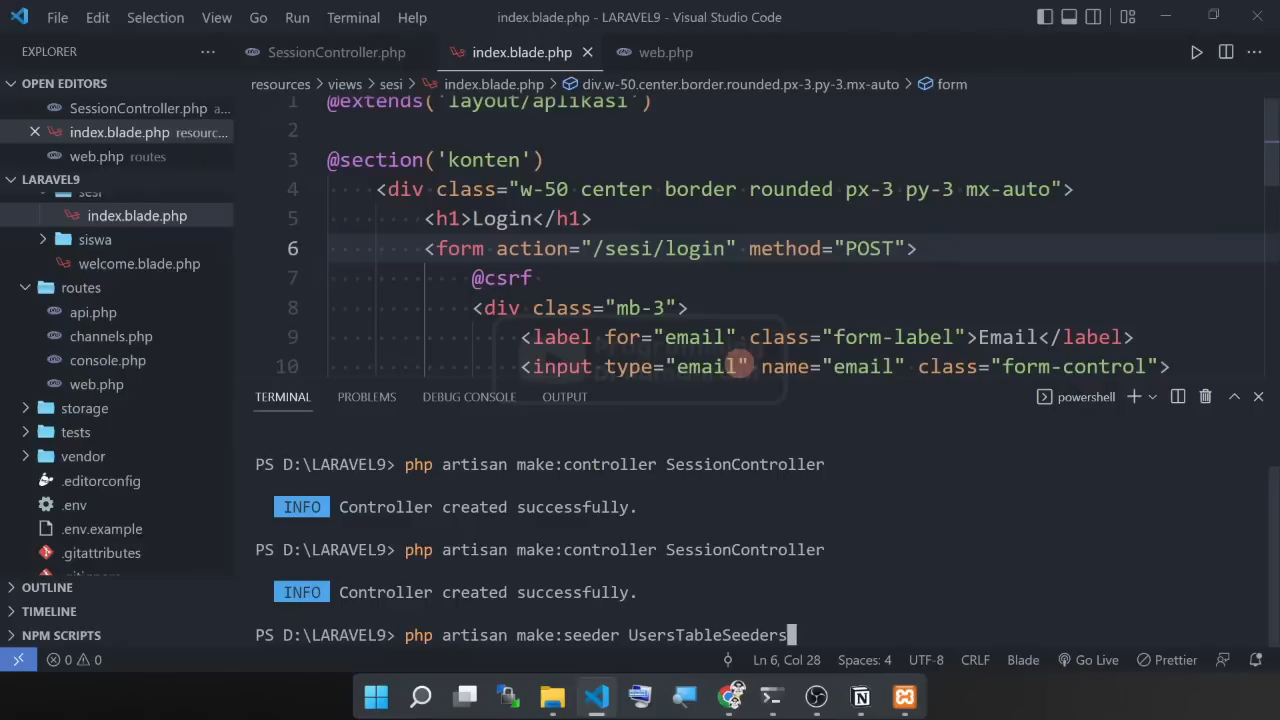 File Edit Selection View Go Run Terminal Help index.blade.php - LARAVEL9 - Visual Studio Code
EXPLORER ··· SessionController.php index.blade.php web.php ···
OPEN EDITORS
SessionController.php a...
index.blade.php resourc...
web.php routes
LARAVEL9
sesi
index.blade.php
siswa
welcome.blade.php
routes
api.php
channels.php
console.php
web.php
storage
tests
vendor
.editorconfig
.env
.env.example
.gitattributes
OUTLINE
TIMELINE
NPM SCRIPTS
resources > views > sesi > index.blade.php > div.w-50.center.border.rounded.px-3.py-3.mx-auto > form
1 @extends('layout/aplikasi')
2
3 @section('konten')
4 <div class="w-50 center border rounded px-3 py-3 mx-auto">
5 <h1>Login</h1>
6 <form action="/sesi/login" method="POST">
7 @csrf
8 <div class="mb-3">
9 <label for="email" class="form-label">Email</label>
10 <input type="email" name="email" class="form-control">
TERMINAL PROBLEMS DEBUG CONSOLE OUTPUT powershell
PS D:\LARAVEL9> php artisan make:controller SessionController
INFO Controller created successfully.
PS D:\LARAVEL9> php artisan make:controller SessionController
INFO Controller created successfully.
PS D:\LARAVEL9> php artisan make:seeder UsersTableSeeders
0 0 Ln 6, Col 28 Spaces: 4 UTF-8 CRLF Blade Go Live Prettier